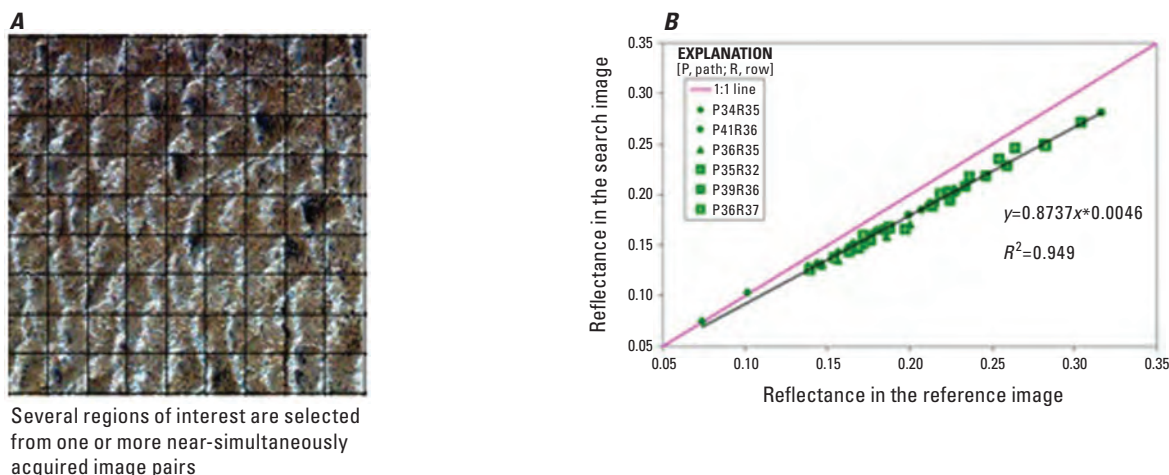 A
Several regions of interest are selected
from one or more near-simultaneously
acquired image pairs
B
Reflectance in the search image
0.35
0.30
0.25
0.20
0.15
0.10
0.05
EXPLANATION
[P, path; R, row]
1:1 line
P34R35
P41R36
P36R35
P35R32
P39R36
P36R37
y=0.8737x*0.0046
R²=0.949
0.05 0.10 0.15 0.20 0.25 0.30 0.35
Reflectance in the reference image